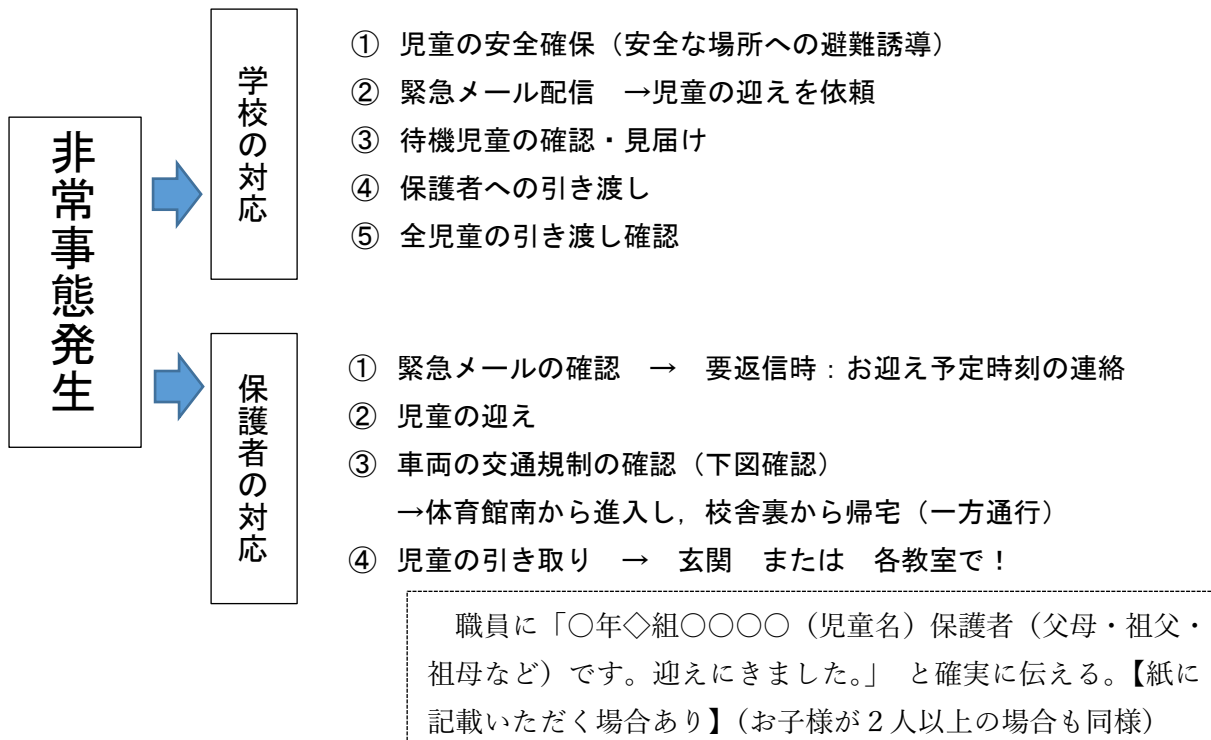 非常事態発生
学校の対応
① 児童の安全確保（安全な場所への避難誘導）
② 緊急メール配信　→児童の迎えを依頼
③ 待機児童の確認・見届け
④ 保護者への引き渡し
⑤ 全児童の引き渡し確認
保護者の対応
① 緊急メールの確認　→　要返信時：お迎え予定時刻の連絡
② 児童の迎え
③ 車両の交通規制の確認（下図確認）
→体育館南から進入し，校舎裏から帰宅（一方通行）
④ 児童の引き取り　→　玄関　または　各教室で！
職員に「○年◇組○○○○（児童名）保護者（父母・祖父・
祖母など）です。迎えにきました。」　と確実に伝える。【紙に
記載いただく場合あり】（お子様が２人以上の場合も同様）